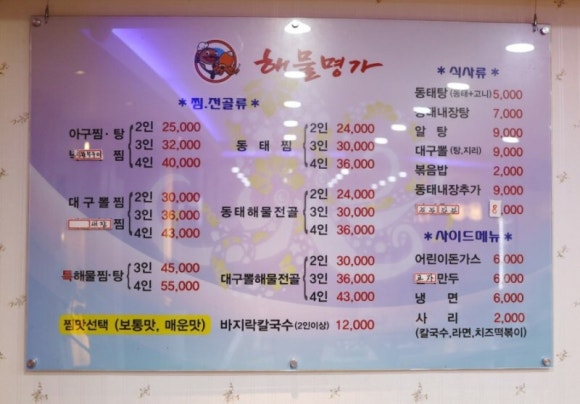 해물명가
* 찜.전골류 *
아구찜·탕
찜
2인 25,000
3인 32,000
4인 40,000
대구뽈찜
찜
2인 30,000
3인 36,000
4인 43,000
특해물찜·탕
3인 45,000
4인 55,000
찜맛선택 (보통맛, 매운맛)
동태찜
2인 24,000
3인 30,000
4인 36,000
동태해물전골
2인 24,000
3인 30,000
4인 36,000
대구뽈해물전골
2인 30,000
3인 36,000
4인 43,000
바지락칼국수(2인이상) 12,000
* 식사류 *
동태탕(동태+고니) 5,000
동태내장탕 7,000
알 탕 9,000
대구뽈(탕,지리) 9,000
볶음밥 2,000
동태내장추가 9,000
8,000
* 사이드메뉴 *
어린이돈가스 6,000
만두 6,000
냉 면 6,000
사 리 2,000
(칼국수,라면,치즈떡볶이)